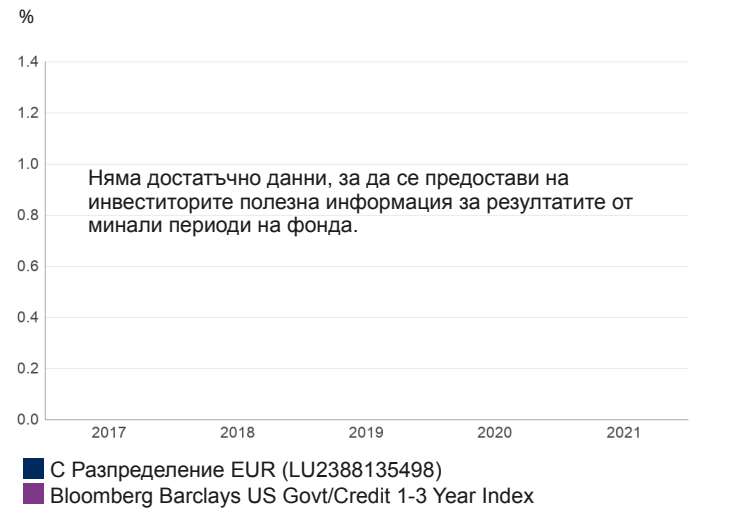 %
1.4
1.2
1.0
Няма достатъчно данни, за да се предостави на
инвеститорите полезна информация за резултатите от
0.8
минали периоди на фонда.
0.6
0.4
0.2
0.0
2017 2018 2019 2020 2021
C Разпределение EUR (LU2388135498)
Bloomberg Barclays US Govt/Credit 1-3 Year Index